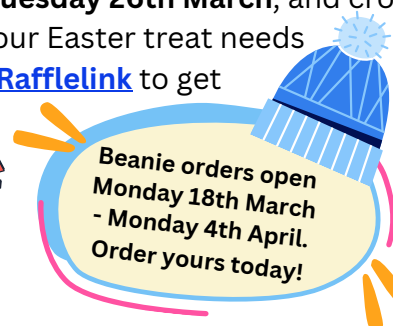 Tuesday 26th March, and cro
our Easter treat needs
Rafflelink to get
Beanie orders open
Monday 18th March
- Monday 4th April.
Order yours today!